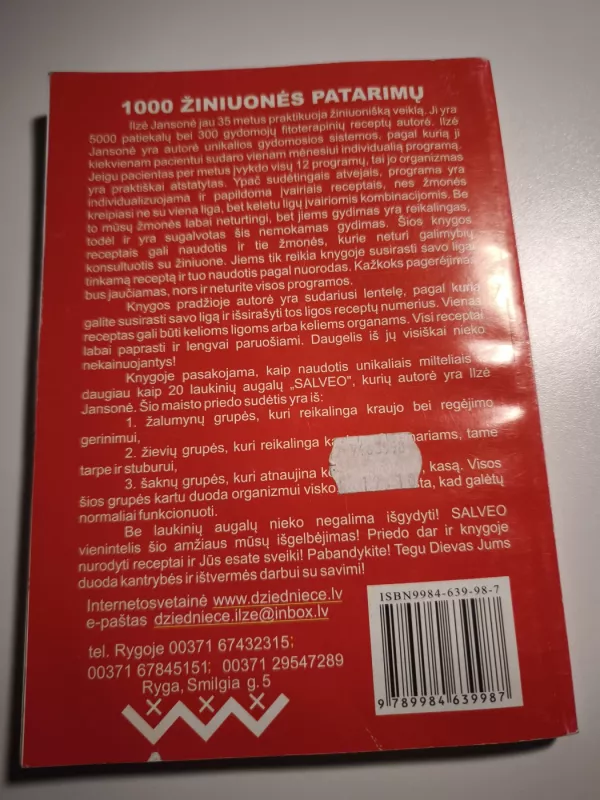 1000 ŽINIUONĖS PATARIMŲ
Ilzė Jansonė jau 35 metus praktikuoja žiniuonišką veiklą. Ji yra
5000 patiekalų bei 300 gydomųjų fitoterapinių receptų autorė. Ilzė
Jansonė yra autorė unikalios gydomosios sistemos, pagal kurią ji
kiekvienam pacientui sudaro vienam mėnesiui individualią programą.
Jeigu pacientas per metus įvykdo visų 12 programų, tai jo organizmas
yra praktiškai atstatytas. Ypač sudėtingais atvejais, programa yra
individualizuojama ir papildoma įvairiais receptais, nes žmonės
kreipiasi ne su viena liga, bet keletu ligų įvairiomis kombinacijomis. Be
to mūsų žmonės labai neturtingi, bet jiems gydymas yra reikalingas,
todėl ir yra sugalvotas šis nemokamas gydymas. Šios knygos
receptais gali naudotis ir tie žmonės, kurie neturi galimybių
konsultuotis su žiniuone. Jiems tik reikia knygoje susirasti savo ligai
tinkamą receptą ir tuo naudotis pagal nuorodas. Kažkoks pagerėjimas
bus jaučiamas, nors ir neturite visos programos.
Knygos pradžioje autorė yra sudariusi lentelę, pagal kurią
galite susirasti savo ligą ir išsirašyti tos ligos receptų numerius. Vienas
receptas gali būti kelioms ligoms arba keliems organams. Visi receptai
labai paprasti ir lengvai paruošiami. Daugelis iš jų visiškai nieko
nekainuojantys!
Knygoje pasakojama, kaip naudotis unikaliais milteliais iš
daugiau kaip 20 laukinių augalų „SALVEO", kurių autorė yra Ilzė
Jansonė. Šio maisto priedo sudėtis yra iš:
1. žalumynų grupės, kuri reikalinga kraujo bei regėjimo
gerinimui,
2. žievių grupės, kuri reikalinga nariams, tame
tarpe ir stuburui,
3. šaknų grupės, kuri atnaujina kasą. Visos
šios grupės kartu duoda organizmui visko, kad galėtų
normaliai funkcionuoti.
Be laukinių augalų nieko negalima išgydyti! SALVEO
vienintelis šio amžiaus mūsų išgelbėjimas! Priedo dar ir knygoje
nurodyti receptai ir Jūs esate sveiki! Pabandykite! Tegu Dievas Jums
duoda kantrybės ir ištvermės darbui su savimi!
Internetosvetainė www.dziedniece.lv
e-paštas dziedniece.ilze@inbox.lv
tel. Rygoje 00371 67432315;
00371 67845151; 00371 29547289
Ryga, Smilgia g.5
ISBN9984-639-98-7
9 789984 639987